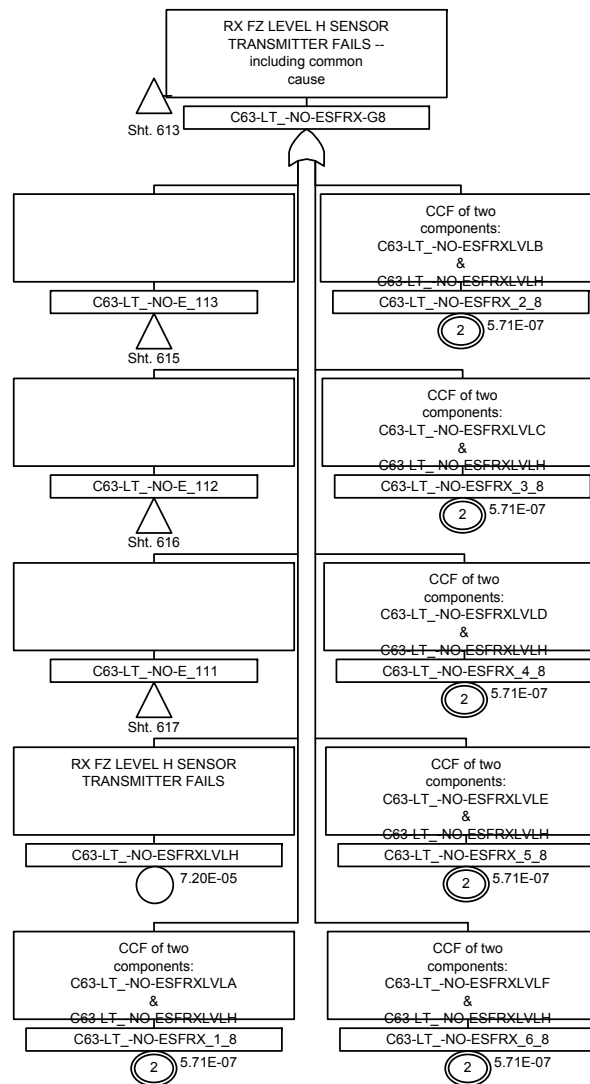 RX FZ LEVEL H SENSOR
TRANSMITTER FAILS --
including common
cause
Sht. 613
C63-LT_-NO-ESFRX-G8
C63-LT_-NO-E_113
Sht. 615
C63-LT_-NO-E_112
Sht. 616
C63-LT_-NO-E_111
Sht. 617
RX FZ LEVEL H SENSOR
TRANSMITTER FAILS
C63-LT_-NO-ESFRXLVLH
7.20E-05
CCF of two
components:
C63-LT_-NO-ESFRXLVLA
&
C63-LT_-NO-ESFRXLVLH
C63-LT_-NO-ESFRX_1_8
2
5.71E-07
CCF of two
components:
C63-LT_-NO-ESFRXLVLB
&
C63-LT_-NO-ESFRXLVLH
C63-LT_-NO-ESFRX_2_8
2
5.71E-07
CCF of two
components:
C63-LT_-NO-ESFRXLVLC
&
C63-LT_-NO-ESFRXLVLH
C63-LT_-NO-ESFRX_3_8
2
5.71E-07
CCF of two
components:
C63-LT_-NO-ESFRXLVLD
&
C63-LT_-NO-ESFRXLVLH
C63-LT_-NO-ESFRX_4_8
2
5.71E-07
CCF of two
components:
C63-LT_-NO-ESFRXLVLE
&
C63-LT_-NO-ESFRXLVLH
C63-LT_-NO-ESFRX_5_8
2
5.71E-07
CCF of two
components:
C63-LT_-NO-ESFRXLVLF
&
C63-LT_-NO-ESFRXLVLH
C63-LT_-NO-ESFRX_6_8
2
5.71E-07